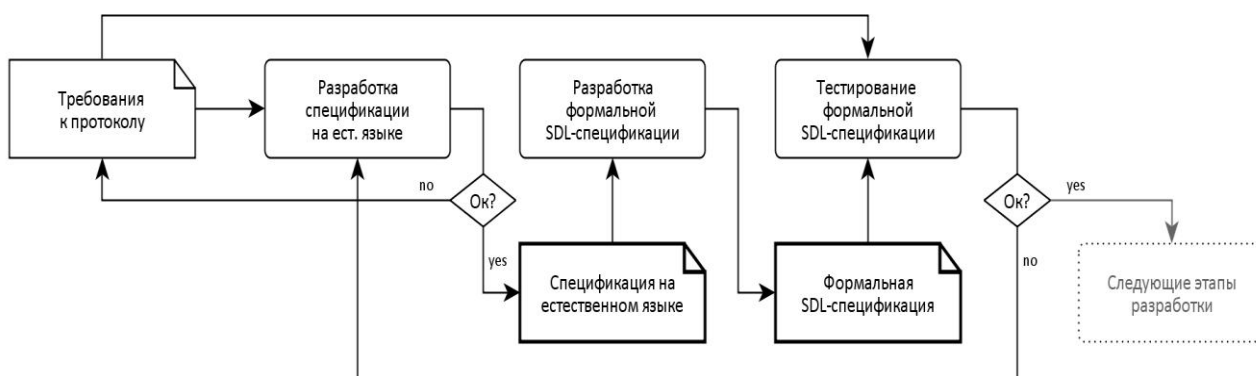 Требования
к протоколу
Разработка
спецификации
на ест. языке
Разработка
формальной
SDL-спецификации
Тестирование
формальной
SDL-спецификации
no
Ок?
yes
Ок?
yes
no
Спецификация на
естественном языке
Формальная
SDL-спецификация
Следующие этапы
разработки